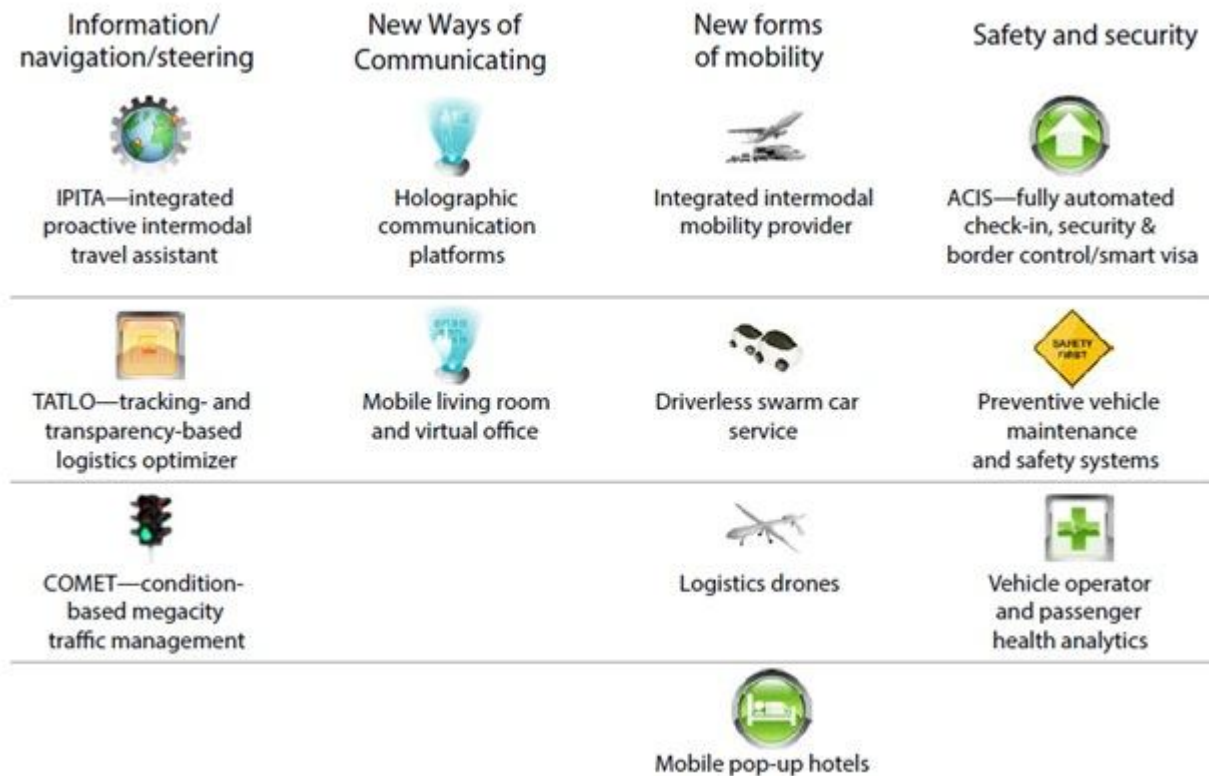 Information/
navigation/steering
New Ways of
Communicating
New forms
of mobility
Safety and security
IPITA—integrated
proactive intermodal
travel assistant
Holographic
communication
platforms
Integrated intermodal
mobility provider
ACIS—fully automated
check-in, security &
border control/smart visa
SAFETY
FIRST
TATLO—tracking- and
transparency-based
logistics optimizer
Mobile living room
and virtual office
Driverless swarm car
service
Preventive vehicle
maintenance
and safety systems
COMET—condition-
based megacity
traffic management
Logistics drones
Vehicle operator
and passenger
health analytics
Mobile pop-up hotels